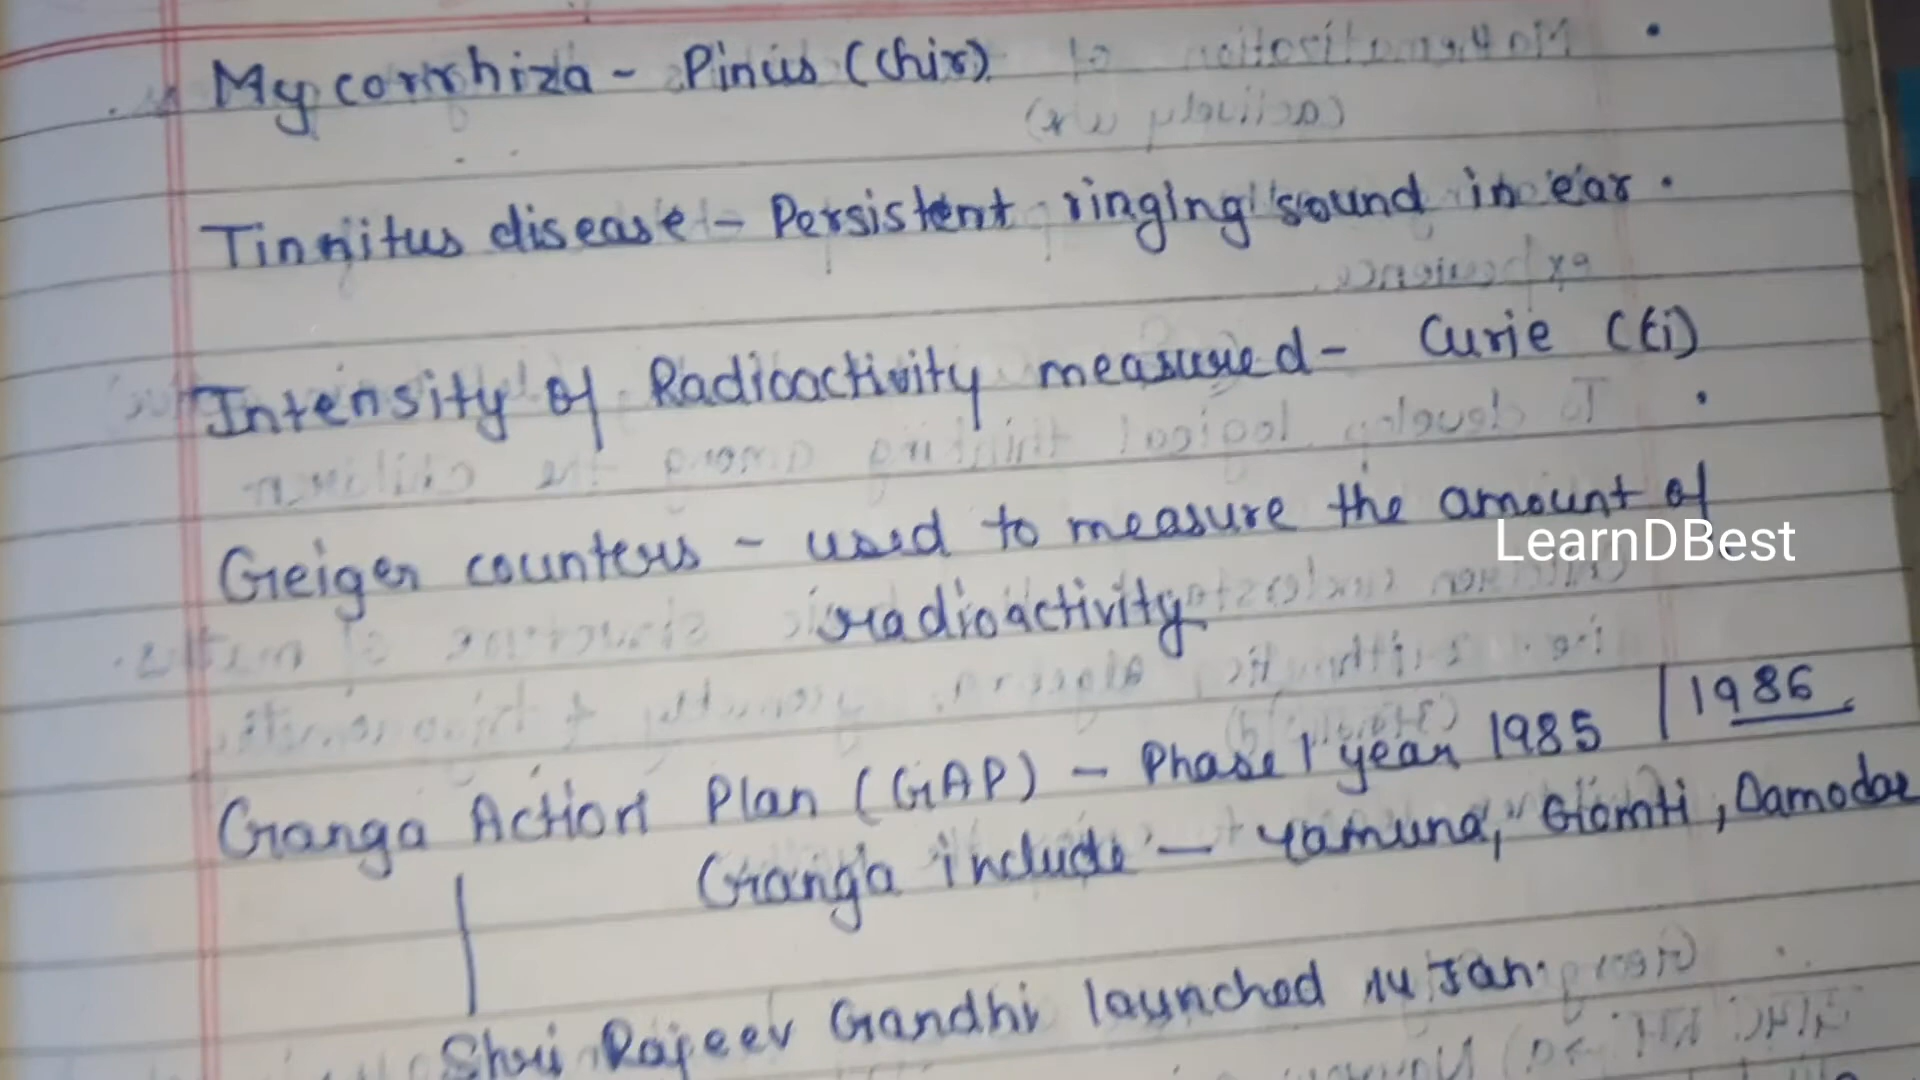 Mycorrhiza - Pinus (chir)
Tinnitus disease - Persistent ringing sound in ear.
Intensity of Radioactivity measured - Curie (Ci)
Geiger counters - used to measure the amount of
LearnDBest
radioactivity
Ganga Action Plan (GAP) - Phase 1 year 1985 / 1986
Ganga include - Yamuna, Gomti, Damodar
Shri Rajeev Gandhi launched 14 Jan.